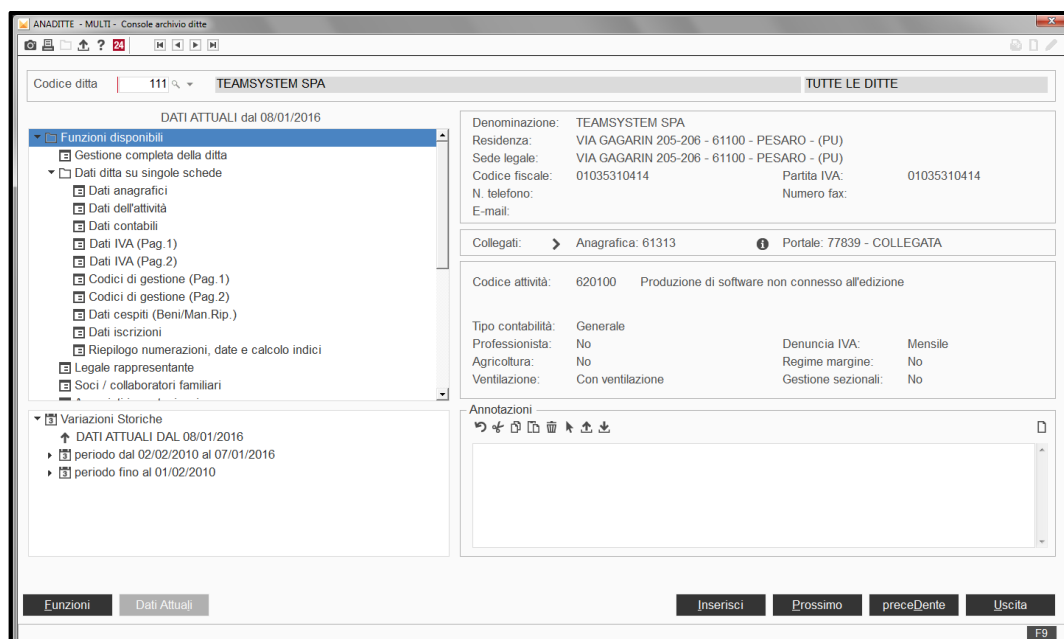 ANADITTE - MULTI - Console archivio ditte
? 24
Codice ditta 111 TEAMSYSTEM SPA TUTTE LE DITTE
DATI ATTUALI dal 08/01/2016
Funzioni disponibili
Gestione completa della ditta
Dati ditta su singole schede
Dati anagrafici
Dati dell'attività
Dati contabili
Dati IVA (Pag.1)
Dati IVA (Pag.2)
Codici di gestione (Pag.1)
Codici di gestione (Pag.2)
Dati cespiti (Beni/Man.Rip.)
Dati iscrizioni
Riepilogo numerazioni, date e calcolo indici
Legale rappresentante
Soci / collaboratori familiari
Variazioni Storiche
DATI ATTUALI DAL 08/01/2016
periodo dal 02/02/2010 al 07/01/2016
periodo fino al 01/02/2010
Denominazione: TEAMSYSTEM SPA
Residenza: VIA GAGARIN 205-206 - 61100 - PESARO - (PU)
Sede legale: VIA GAGARIN 205-206 - 61100 - PESARO - (PU)
Codice fiscale: 01035310414 Partita IVA: 01035310414
N. telefono: Numero fax:
E-mail:
Collegati: Anagrafica: 61313 Portale: 77839 - COLLEGATA
Codice attività: 620100 Produzione di software non connesso all'edizione
Tipo contabilità: Generale
Professionista: No Denuncia IVA: Mensile
Agricoltura: No Regime margine: No
Ventilazione: Con ventilazione Gestione sezionali: No
Annotazioni
Funzioni Dati Attuali Inserisci Prossimo preceDente Uscita
F9